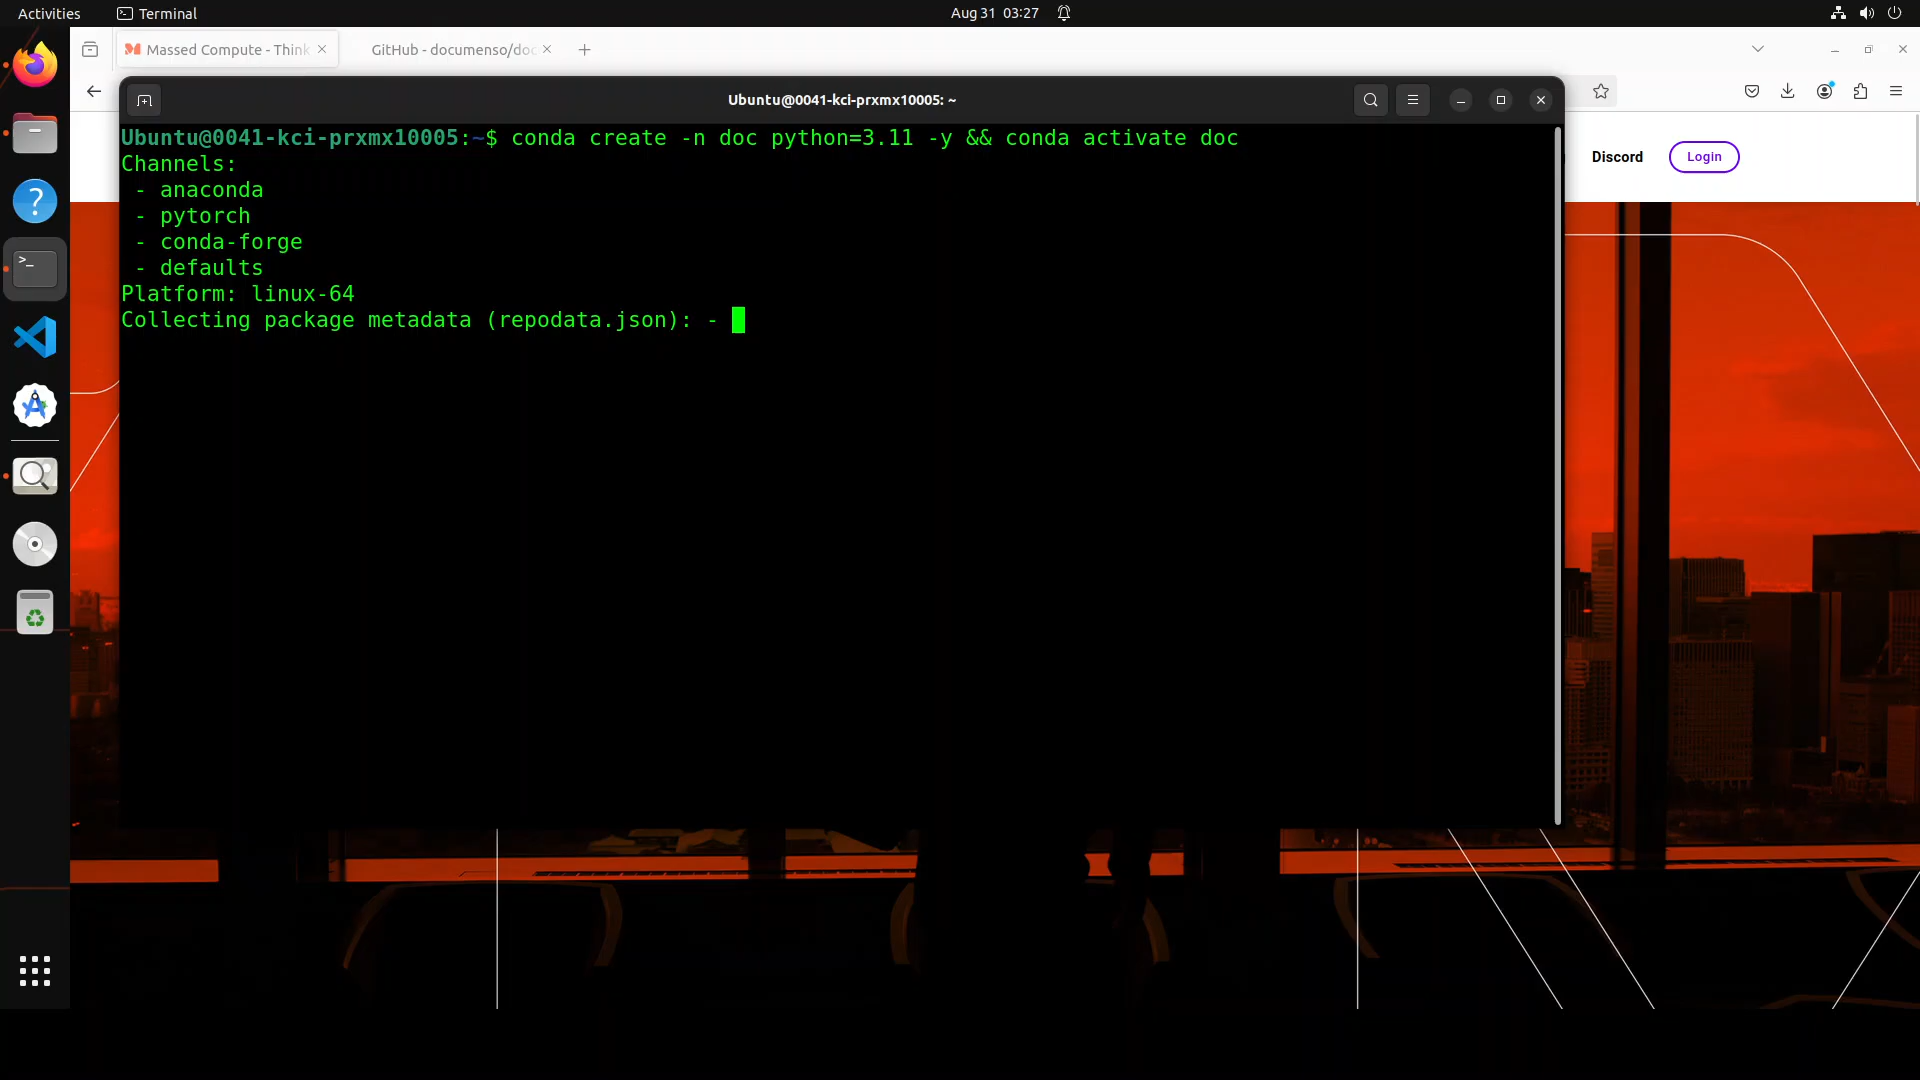 Activities
Terminal
Aug 31 03:27
Massed Compute - Think
GitHub - documenso/doc
Ubuntu@0041-kci-prxmx10005: ~
Discord
Login
Ubuntu@0041-kci-prxmx10005:~$ conda create -n doc python=3.11 -y && conda activate doc
Channels:
- anaconda
- pytorch
- conda-forge
- defaults
Platform: linux-64
Collecting package metadata (repodata.json): -